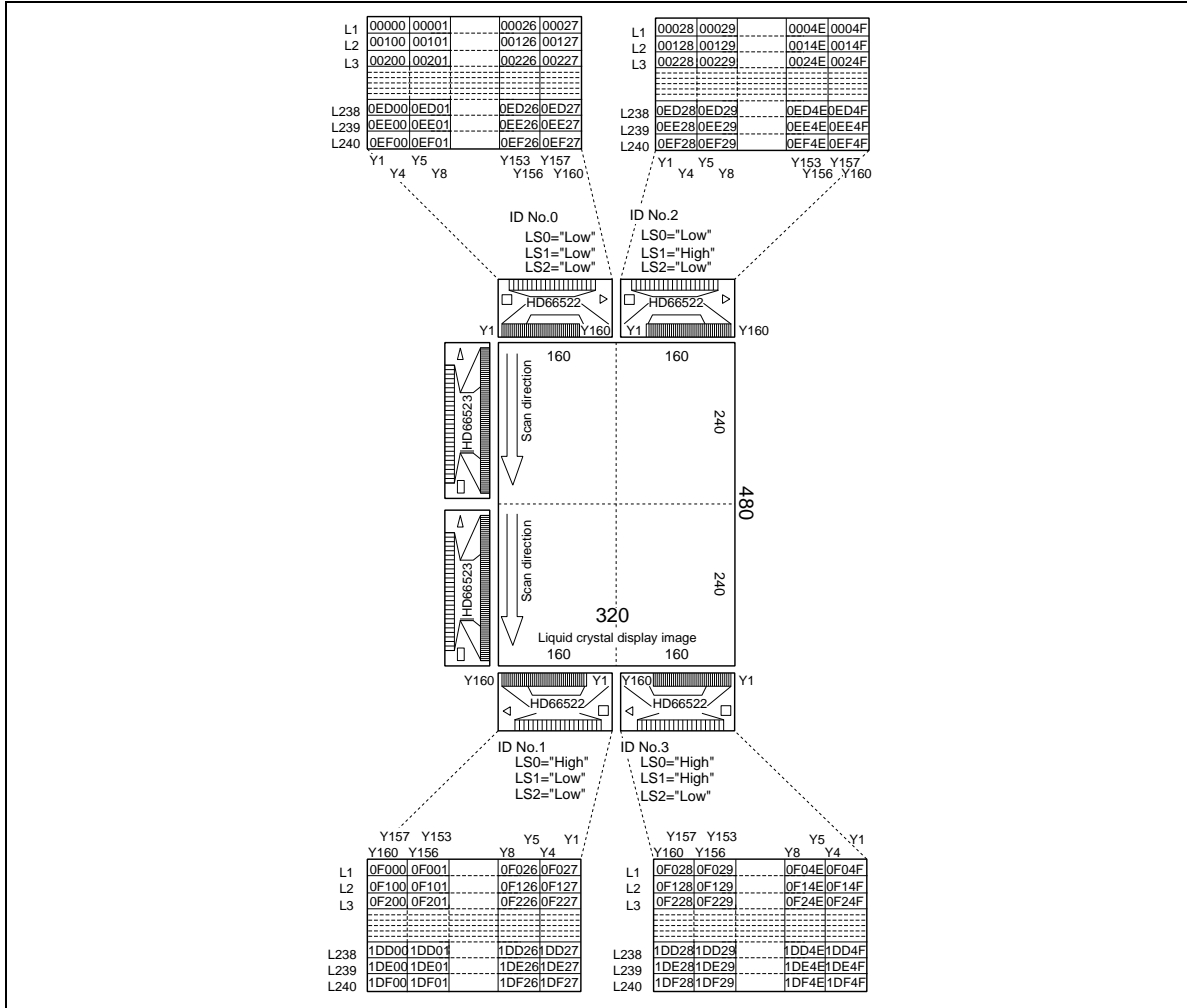 L1 00000 00001 00026 00027
L2 00100 00101 00126 00127
L3 00200 00201 00226 00227
L238 0ED00 0ED01 0ED26 0ED27
L239 0EE00 0EE01 0EE26 0EE27
L240 0EF00 0EF01 0EF26 0EF27
Y1 Y5 Y153 Y157
Y4 Y8 Y156 Y160
L1 00028 00029 0004E 0004F
L2 00128 00129 0014E 0014F
L3 00228 00229 0024E 0024F
L238 0ED28 0ED29 0ED4E 0ED4F
L239 0EE28 0EE29 0EE4E 0EE4F
L240 0EF28 0EF29 0EF4E 0EF4F
Y1 Y5 Y153 Y157
Y4 Y8 Y156 Y160
ID No.0
LS0="Low"
LS1="Low"
LS2="Low"
ID No.2
LS0="Low"
LS1="High"
LS2="Low"
HD66522
Y1 Y160
HD66522
Y1 Y160
160 160
HD66523
Scan direction
240
480
HD66523
Scan direction
240
320
Liquid crystal display image
160 160
Y160 Y1
HD66522
Y160 Y1
HD66522
ID No.1
LS0="High"
LS1="Low"
LS2="Low"
ID No.3
LS0="High"
LS1="High"
LS2="Low"
Y157 Y153 Y5 Y1
Y160 Y156 Y8 Y4
L1 0F000 0F001 0F026 0F027
L2 0F100 0F101 0F126 0F127
L3 0F200 0F201 0F226 0F227
L238 1DD00 1DD01 1DD26 1DD27
L239 1DE00 1DE01 1DE26 1DE27
L240 1DF00 1DF01 1DF26 1DF27
Y157 Y153 Y5 Y1
Y160 Y156 Y8 Y4
L1 0F028 0F029 0F04E 0F04F
L2 0F128 0F129 0F14E 0F14F
L3 0F228 0F229 0F24E 0F24F
L238 1DD28 1DD29 1DD4E 1DD4F
L239 1DE28 1DE29 1DE4E 1DE4F
L240 1DF28 1DF29 1DF4E 1DF4F